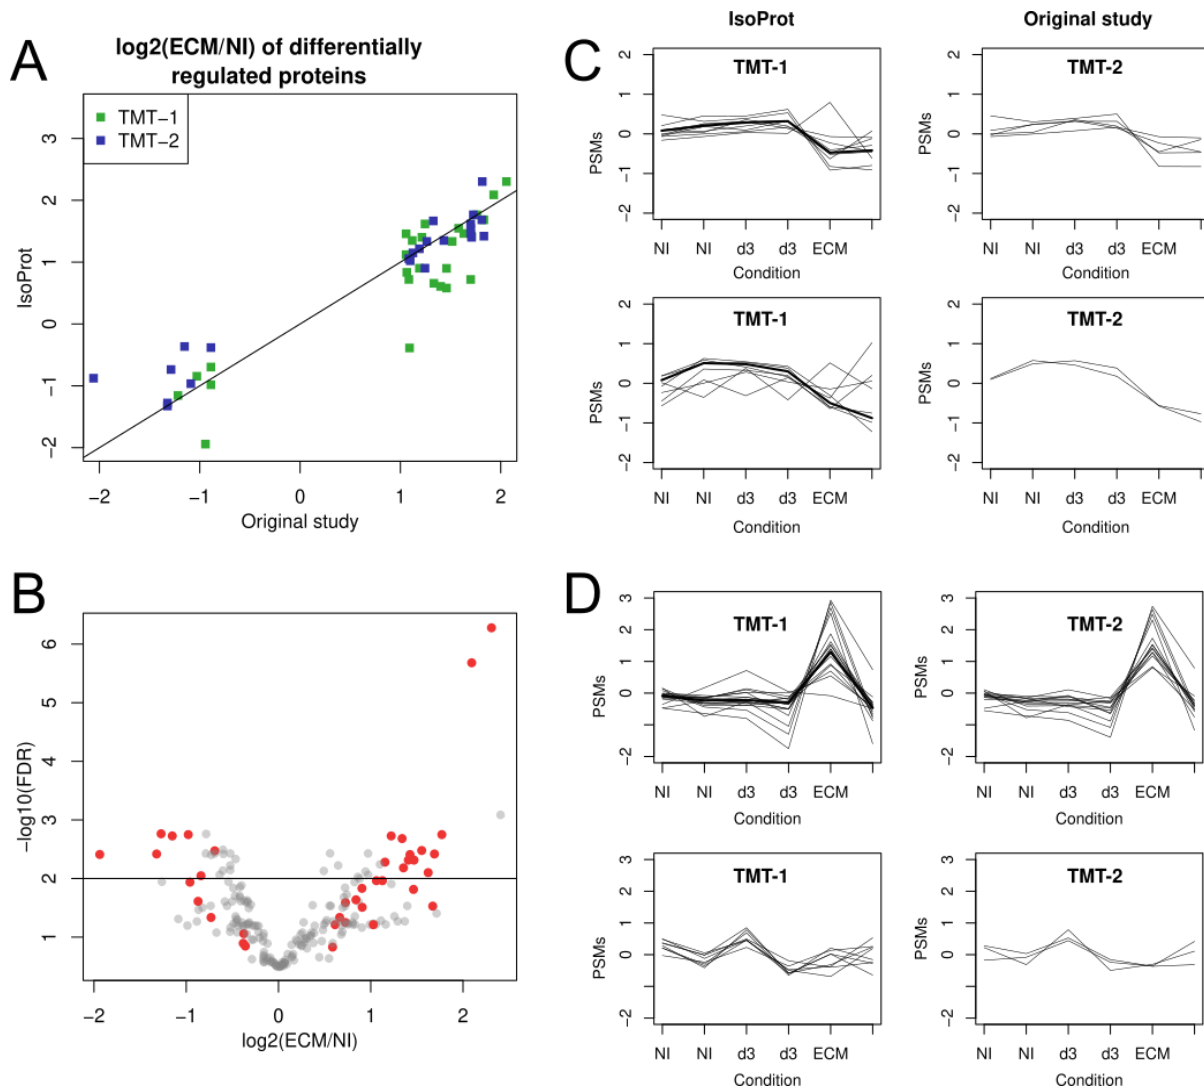 A
log2(ECM/NI) of differentially
regulated proteins
TMT-1
TMT-2
IsoProt
3
2
1
0
−1
−2
−2 −1 0 1 2
Original study
B
−log10(FDR)
6
5
4
3
2
1
−2 −1 0 1 2
log2(ECM/NI)
IsoProt Original study
C
TMT-1
PSMs
2
1
0
−1
−2
NI NI d3 d3 ECM
Condition
TMT-2
PSMs
2
1
0
−1
−2
NI NI d3 d3 ECM
Condition
TMT-1
PSMs
2
1
0
−1
−2
NI NI d3 d3 ECM
Condition
TMT-2
PSMs
2
1
0
−1
−2
NI NI d3 d3 ECM
Condition
D
TMT-1
PSMs
3
2
1
0
−2
NI NI d3 d3 ECM
Condition
TMT-2
PSMs
3
2
1
0
−2
NI NI d3 d3 ECM
Condition
TMT-1
PSMs
3
2
1
0
−2
NI NI d3 d3 ECM
Condition
TMT-2
PSMs
3
2
1
0
−2
NI NI d3 d3 ECM
Condition